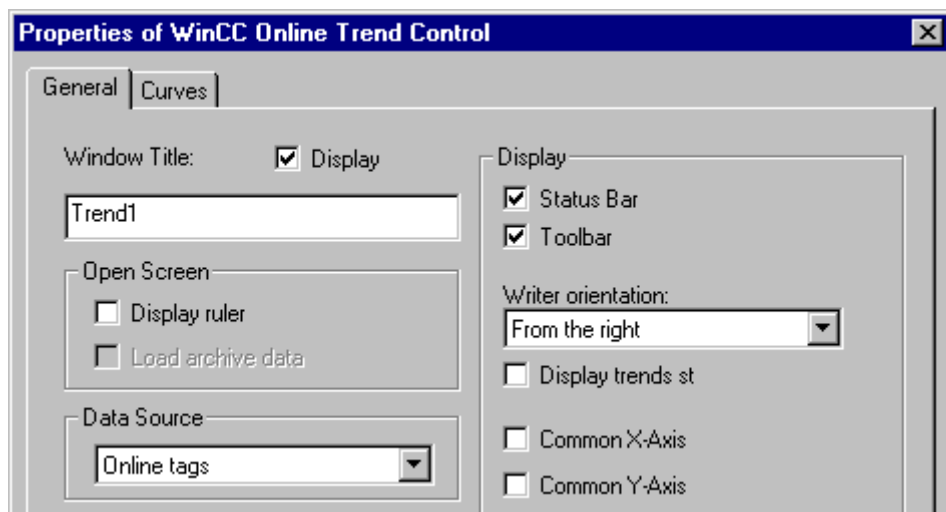 Properties of WinCC Online Trend Control
General
Curves
Window Title:
Display
Trend1
Open Screen
Display ruler
Load archive data
Data Source
Online tags
Display
Status Bar
Toolbar
Writer orientation:
From the right
Display trends st
Common X-Axis
Common Y-Axis